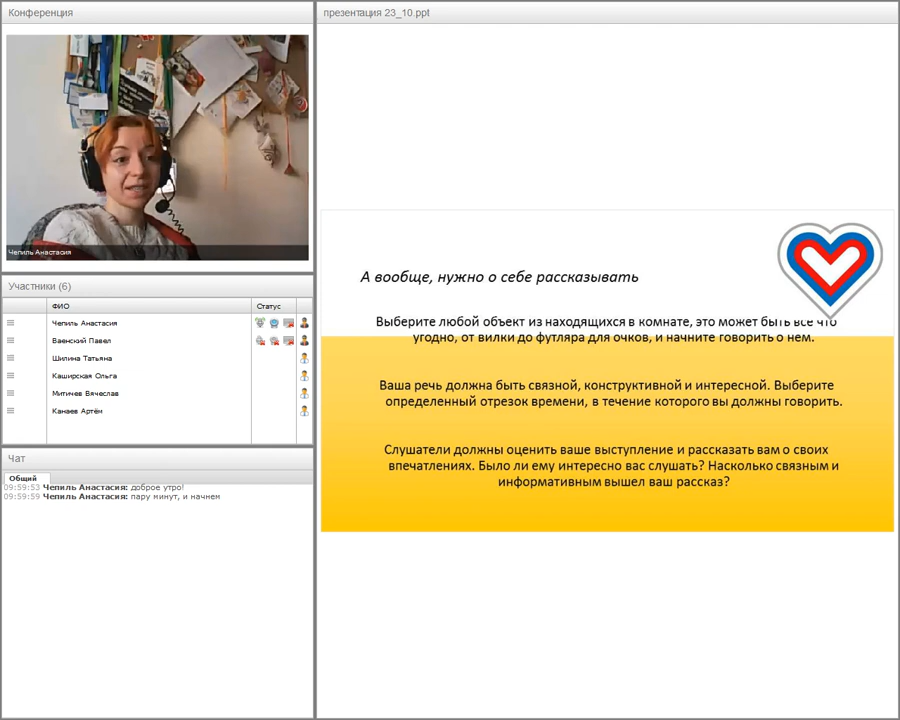 Конференция
Чепиль Анастасия
Участники (6)
ФИО
Статус
Чепиль Анастасия
Ваенский Павел
Шилина Татьяна
Каширская Ольга
Митичев Вячеслав
Канаев Артём
Чат
Общий
09:59:53 Чепиль Анастасия: доброе утро!
09:59:59 Чепиль Анастасия: пару минут, и начнем
презентация 23_10.ppt
А вообще, нужно о себе рассказывать
Выберите любой объект из находящихся в комнате, это может быть все что
угодно, от вилки до футляра для очков, и начните говорить о нем.
Ваша речь должна быть связной, конструктивной и интересной. Выберите
определенный отрезок времени, в течение которого вы должны говорить.
Слушатели должны оценить ваше выступление и рассказать вам о своих
впечатлениях. Было ли ему интересно вас слушать? Насколько связным и
информативным вышел ваш рассказ?